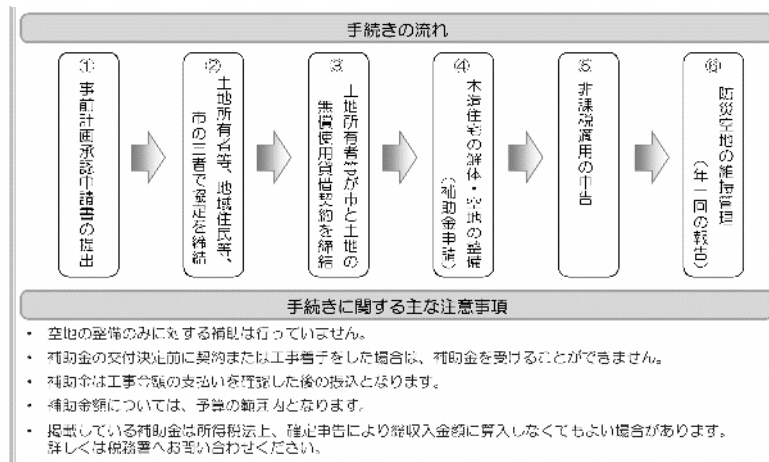 手続きの流れ
①
事前計画承認申請書の提出
②
土地所有者等、地域住民等、
市の三者で協定を締結
③
土地所有者等が市と土地の
無償使用貸借契約を締結
④
木造住宅の解体・空地の整備
（補助金申請）
⑤
非課税適用の申告
⑥
防災空地の維持管理
（年一回の報告）
手続きに関する主な注意事項
・ 空地の整備のみに対する補助は行っていません。
・ 補助金の交付決定前に契約または工事着手をした場合は、補助金を受けることができません。
・ 補助金は工事金額の支払いを確認した後の振込となります。
・ 補助金額については、予算の範囲内となります。
・ 掲載している補助金は所得税法上、確定申告により総収入金額に算入しなくてもよい場合があります。
詳しくは税務署へお問い合わせください。